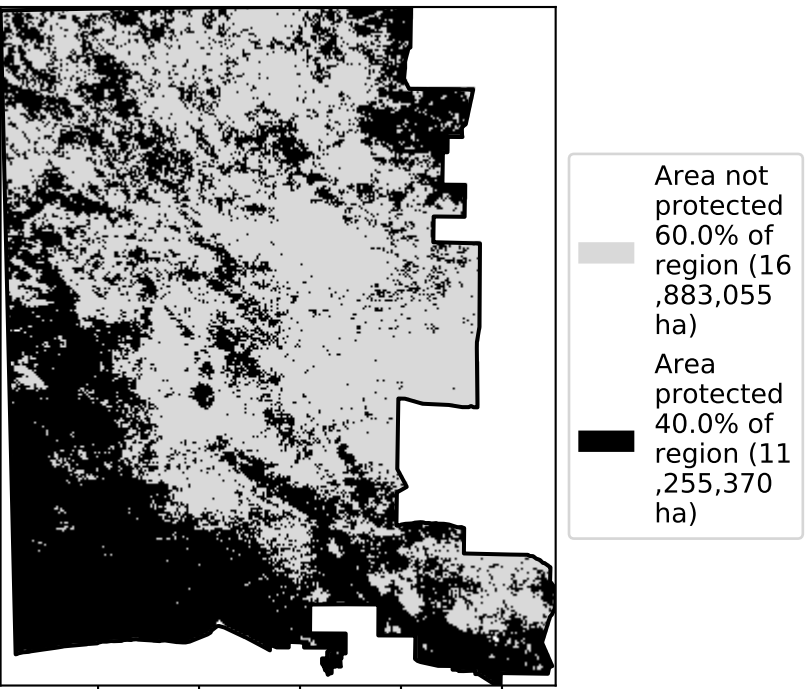 Area not
protected
60.0% of
region (16
,883,055
ha)
Area
protected
40.0% of
region (11
,255,370
ha)